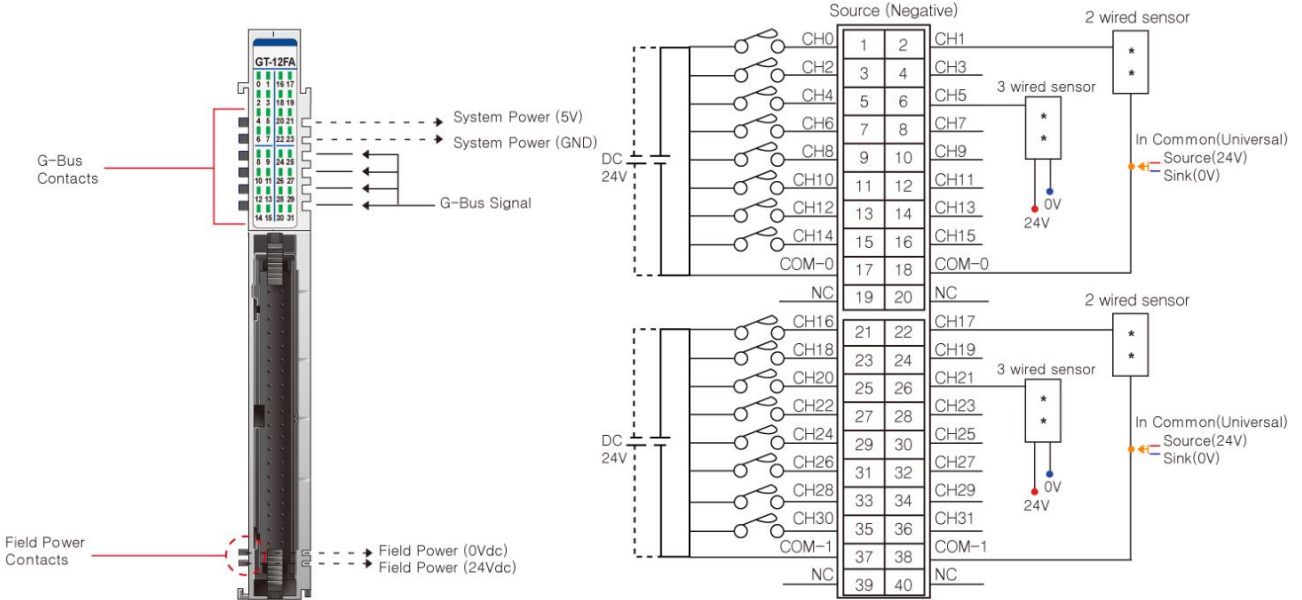 GT-12FA
0 1 16 17
2 3 18 19
4 5 20 21
6 7 22 23
8 9 24 25
10 11 26 27
12 13 28 29
14 15 30 31
G-Bus
Contacts
System Power (5V)
System Power (GND)
G-Bus Signal
Field Power
Contacts
Field Power (0Vdc)
Field Power (24Vdc)
Source (Negative)
CH0 1 2 CH1
CH2 3 4 CH3
CH4 5 6 CH5
CH6 7 8 CH7
CH8 9 10 CH9
CH10 11 12 CH11
CH12 13 14 CH13
CH14 15 16 CH15
COM-0 17 18 COM-0
NC 19 20 NC
DC
24V
2 wired sensor
* *
3 wired sensor
* *
0V
24V
In Common(Universal)
Source(24V)
Sink(0V)
CH16 21 22 CH17
CH18 23 24 CH19
CH20 25 26 CH21
CH22 27 28 CH23
CH24 29 30 CH25
CH26 31 32 CH27
CH28 33 34 CH29
CH30 35 36 CH31
COM-1 37 38 COM-1
NC 39 40 NC
DC
24V
2 wired sensor
* *
3 wired sensor
* *
0V
24V
In Common(Universal)
Source(24V)
Sink(0V)